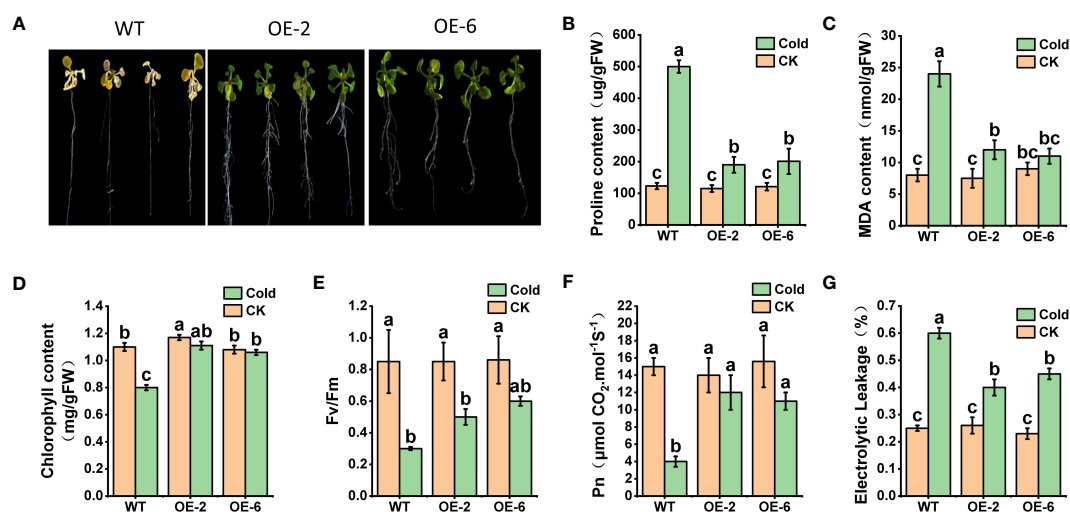 A
WT
OE-2
OE-6
B
Proline content（ug/gFW）
600
500
400
300
200
100
0
Cold
CK
c
a
c
b
c
b
WT
OE-2
OE-6
C
MDA content（nmol/gFW）
30
25
20
15
10
5
0
Cold
CK
c
a
c
b
bc
bc
WT
OE-2
OE-6
D
Chlorophyll content
（mg/gFW）
1.4
1.2
1.0
0.8
0.6
0.4
0.2
0.0
Cold
CK
b
c
a
ab
b
b
WT
OE-2
OE-6
E
Fv/Fm
1.2
1.0
0.8
0.6
0.4
0.2
0.0
Cold
CK
a
b
a
b
a
ab
WT
OE-2
OE-6
F
Pn（μmol CO₂.mol⁻¹S⁻¹）
22
20
18
16
14
12
10
8
6
4
2
0
Cold
CK
a
b
a
a
a
a
WT
OE-2
OE-6
G
Electrolytic Leakage（%）
0.7
0.6
0.5
0.4
0.3
0.2
0.1
0.0
Cold
CK
c
a
c
b
c
b
WT
OE-2
OE-6